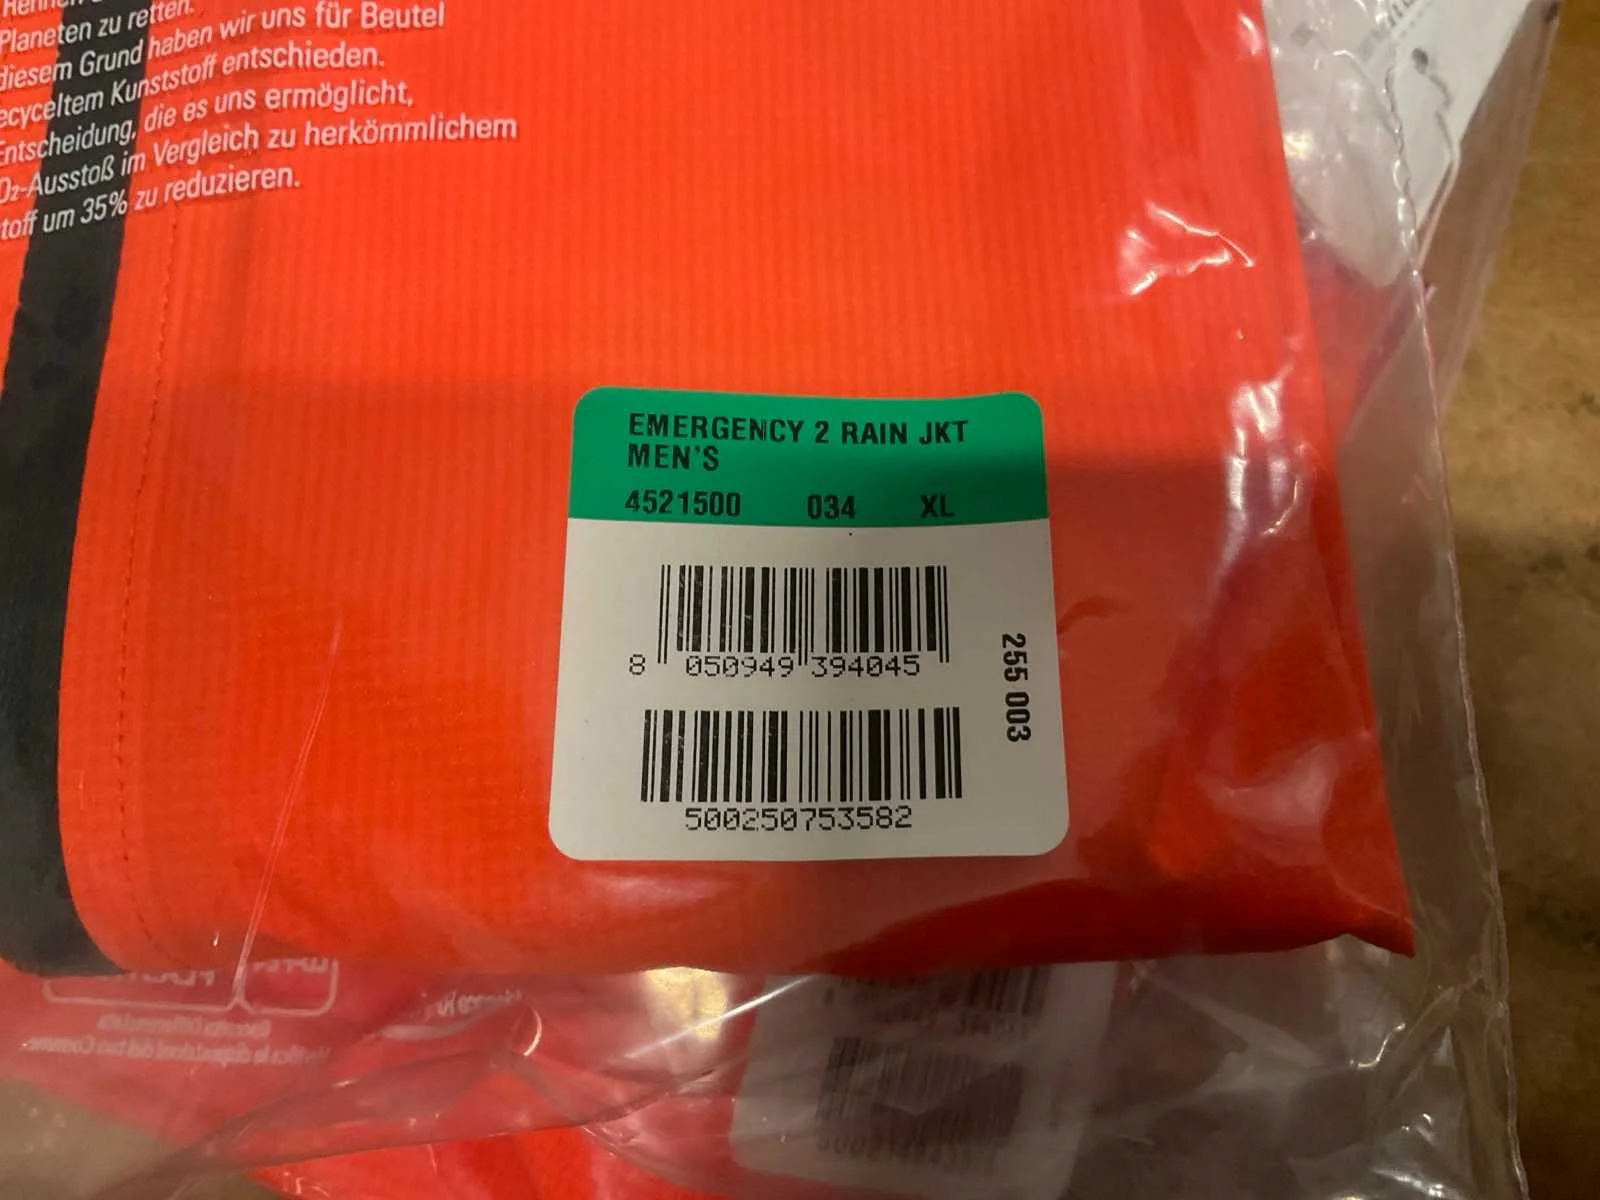 Planeten zu retten.
diesem Grund haben wir uns für Beutel
ecyceltem Kunststoff entschieden.
Entscheidung, die es uns ermöglicht,
O₂-Ausstoß im Vergleich zu herkömmlichem
toff um 35% zu reduzieren.
EMERGENCY 2 RAIN JKT
MEN'S
4521500 034 XL
8 050949 394045
255 003
500250753582